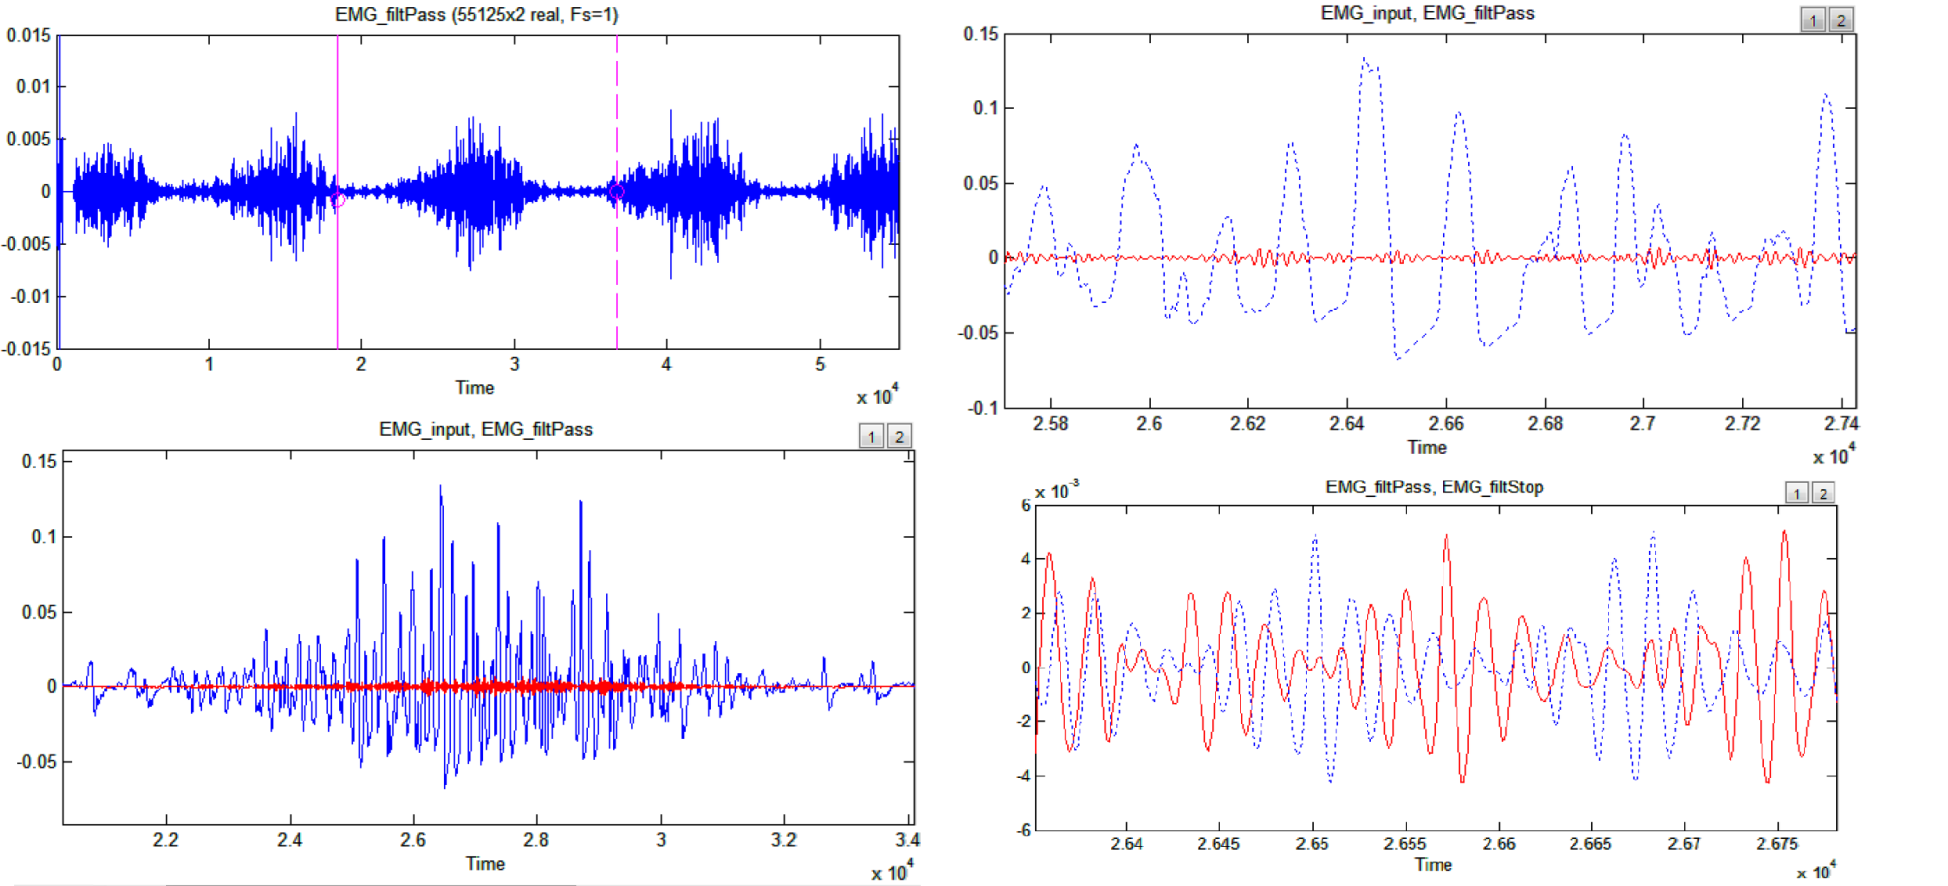 EMG_filtPass (55125x2 real, Fs=1)
0.015
0.01
0.005
0
-0.005
-0.01
-0.015
0 1 2 3 4 5
Time
x 10^4
EMG_input, EMG_filtPass
1 2
0.15
0.1
0.05
0
-0.05
2.2 2.4 2.6 2.8 3 3.2 3.4
Time
x 10^4
EMG_input, EMG_filtPass
1 2
0.15
0.1
0.05
0
-0.05
-0.1
2.58 2.6 2.62 2.64 2.66 2.68 2.7 2.72 2.74
Time
x 10^4
EMG_filtPass, EMG_filtStop
1 2
x 10^-3
6
4
2
0
-2
-4
-6
2.64 2.645 2.65 2.655 2.66 2.665 2.67 2.675
Time
x 10^4